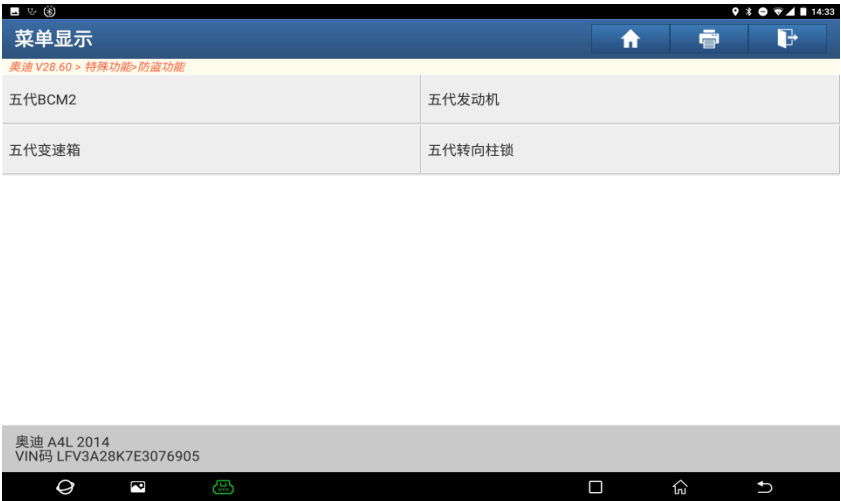 14:33
菜单显示
奥迪 V28.60 > 特殊功能>防盗功能
五代BCM2
五代发动机
五代变速箱
五代转向柱锁
奥迪 A4L 2014
VIN码 LFV3A28K7E3076905